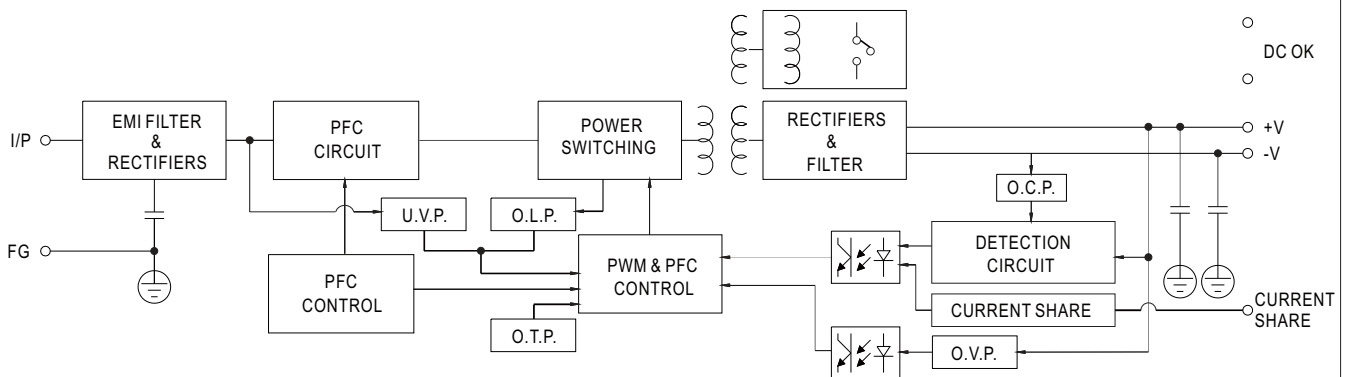 DC OK
I/P
EMI FILTER
&
RECTIFIERS
PFC
CIRCUIT
POWER
SWITCHING
RECTIFIERS
&
FILTER
+V
-V
O.C.P.
U.V.P.
O.L.P.
FG
DETECTION
CIRCUIT
PFC
CONTROL
PWM & PFC
CONTROL
CURRENT SHARE
CURRENT
SHARE
O.T.P.
O.V.P.